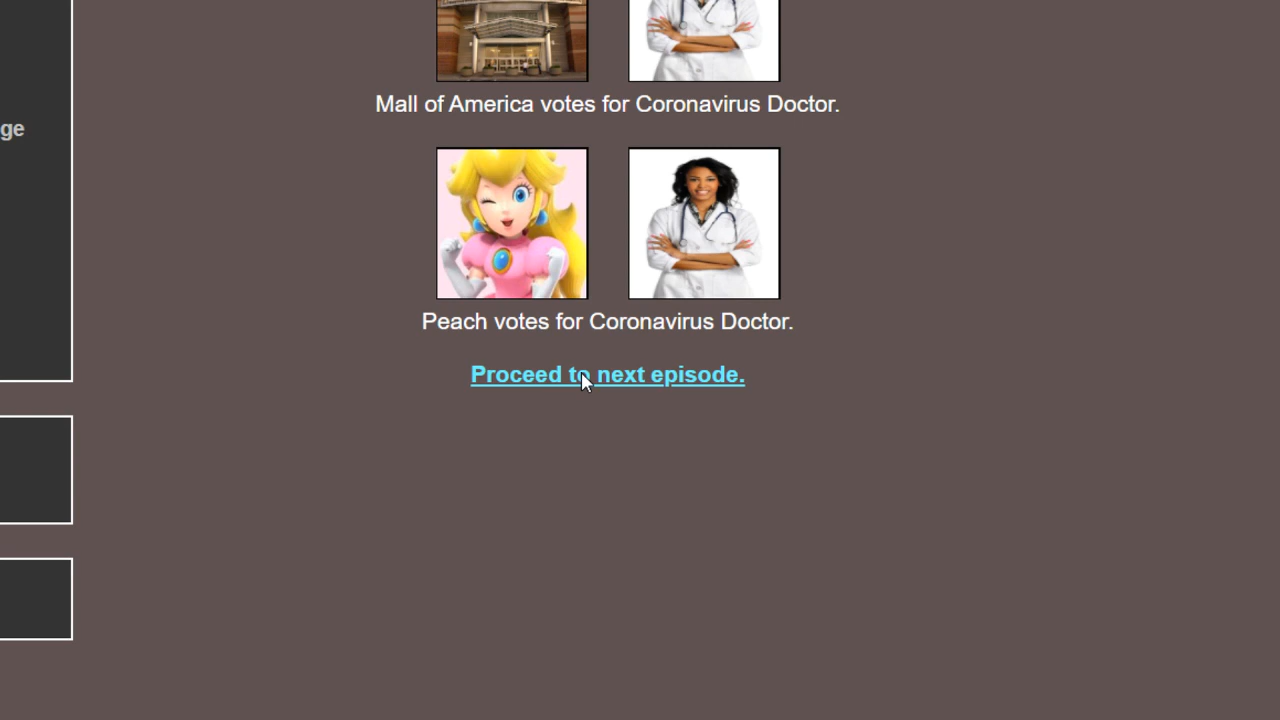 ge
Mall of America votes for Coronavirus Doctor.
Peach votes for Coronavirus Doctor.
Proceed to next episode.